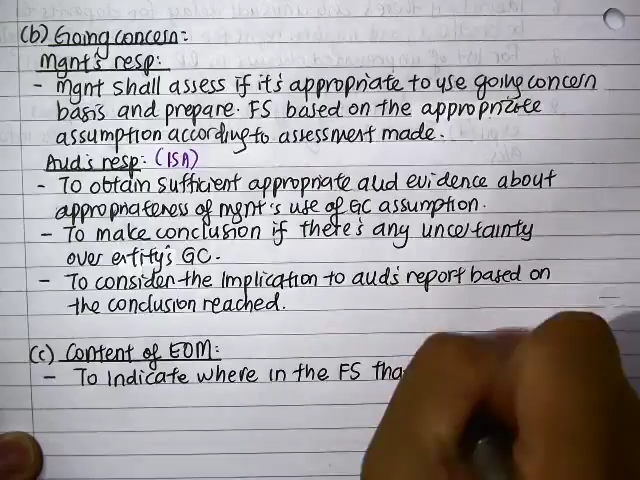 (b) Going concern:
Mgnt's resp:
- Mgnt shall assess if it's appropriate to use going concern
basis and prepare FS based on the appropriate
assumption according to assessment made.
Aud's resp: (ISA)
- To obtain sufficient appropriate aud evidence about
appropriateness of mgnt's use of GC assumption.
- To make conclusion if there's any uncertainty
over entity's GC.
- To consider the implication to aud's report based on
the conclusion reached.
(c) Content of EOM:
- To indicate where in the FS tha